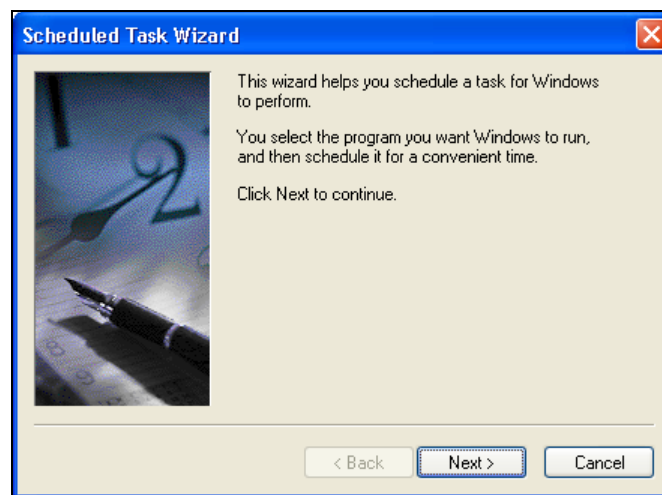 Scheduled Task Wizard
This wizard helps you schedule a task for Windows
to perform.
You select the program you want Windows to run,
and then schedule it for a convenient time.
Click Next to continue.
< Back
Next >
Cancel